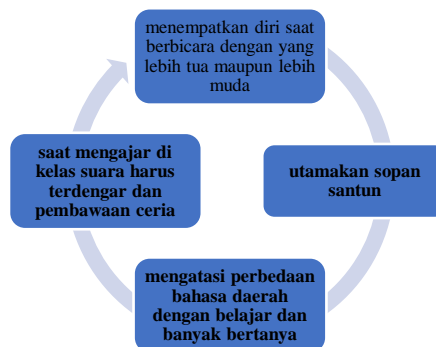 menempatkan diri saat
berbicara dengan yang
lebih tua maupun lebih
muda
utamakan sopan
santun
mengatasi perbedaan
bahasa daerah
dengan belajar dan
banyak bertanya
saat mengajar di
kelas suara harus
terdengar dan
pembawaan ceria